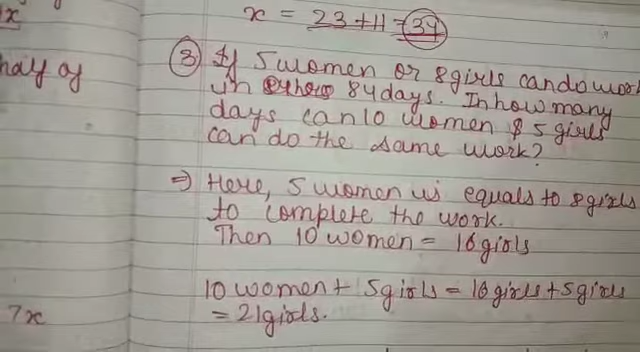 x
x = 23 + 11 = 34
hay of
③ If 5 women or 8 girls can do work
in 84 days. In how many
days can 10 women & 5 girls
can do the same work?
⇒ Here, 5 women is equals to 8 girls
to complete the work.
Then 10 women = 16 girls
10 women + 5 girls = 16 girls + 5 girls
= 21 girls.
7x